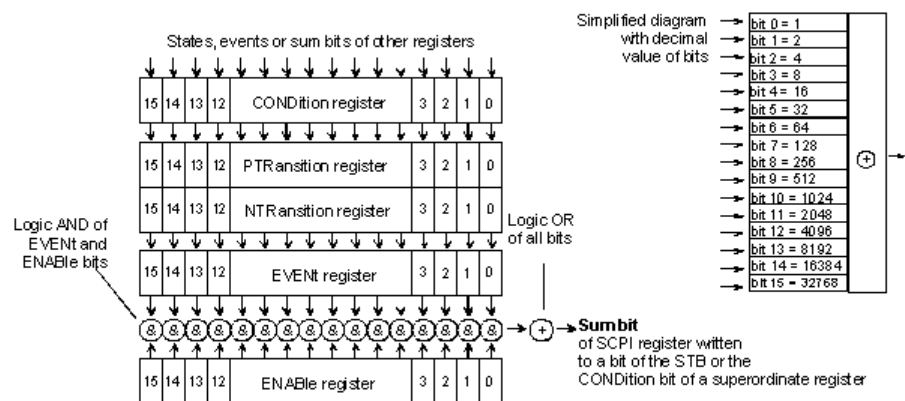 States, events or sum bits of other registers
15 14 13 12 CONDition register 3 2 1 0
15 14 13 12 PTRansition register 3 2 1 0
15 14 13 12 NTRansition register 3 2 1 0
Logic AND of
EVENt and
ENABle bits
Logic OR
of all bits
15 14 13 12 EVENt register 3 2 1 0
& & & & & & & & & & & & & & & & +
Sum bit
of SCPI register written
to a bit of the STB or the
CONDition bit of a superordinate register
15 14 13 12 ENABle register 3 2 1 0
Simplified diagram
with decimal
value of bits
bit 0 = 1
bit 1 = 2
bit 2 = 4
bit 3 = 8
bit 4 = 16
bit 5 = 32
bit 6 = 64
bit 7 = 128
bit 8 = 256
bit 9 = 512
bit 10 = 1024
bit 11 = 2048
bit 12 = 4096
bit 13 = 8192
bit 14 = 16384
bit 15 = 32768
+